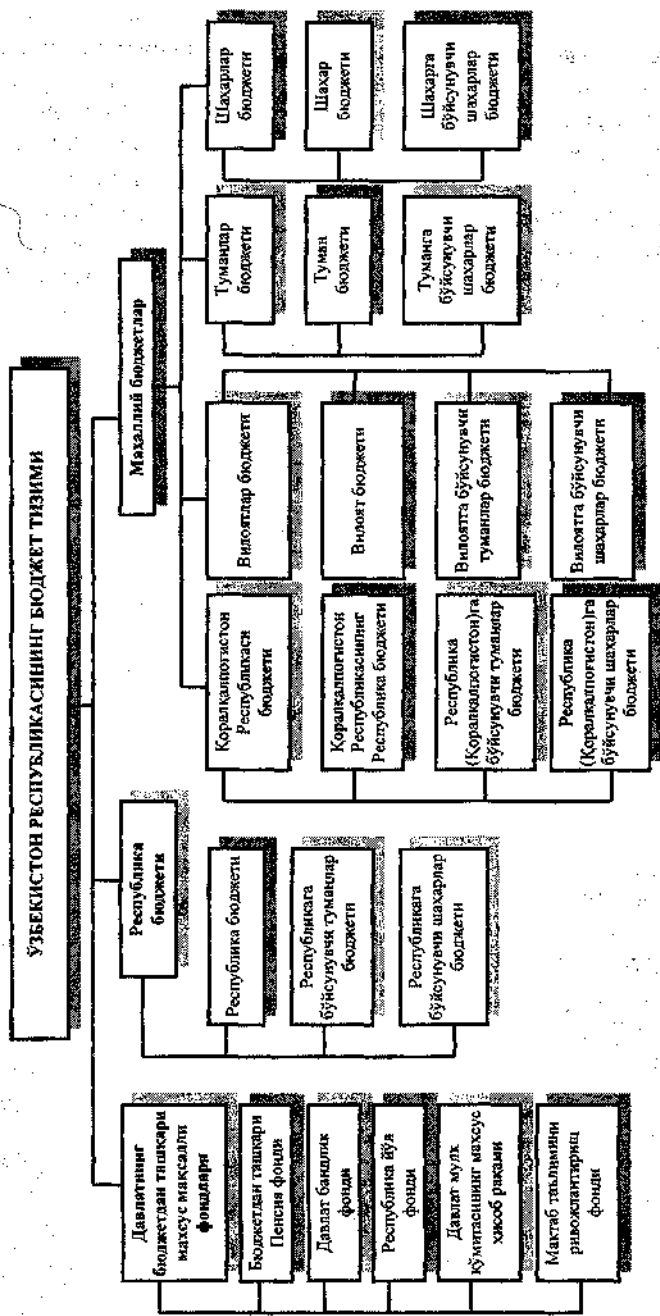 ЎЗБЕКИСТОН РЕСПУБЛИКАСИНИНГ БЮДЖЕТ ТИЗИМИ
Давлатнинг
бюджетдан ташқари
махсус мақсадли
фондлари
Бюджетдан ташқари
Пенсия фонди
Давлат бандлик
фонди
Республика йўл
фонди
Давлат мулк
қўмитасининг махсус
ҳисоб рақами
Мактаб таълимини
ривожлантириш
фонди
Республика
бюджети
Республика бюджети
Республикага
бўйсунувчи туманлар
бюджети
Республикага
бўйсунувчи шаҳарлар
бюджети
Маҳаллий бюджетлар
Қорақалпоғистон
Республикаси
бюджети
Қорақалпоғистон
Республикасининг
Республика бюджети
Республика
(Қорақалпоғистон)га
бўйсунувчи туманлар
бюджети
Республика
(Қорақалпоғистон)га
бўйсунувчи шаҳарлар
бюджети
Вилоятлар бюджети
Вилоят бюджети
Вилоятга бўйсунувчи
туманлар бюджети
Вилоятга бўйсунувчи
шаҳарлар бюджети
Туманлар
бюджети
Туман
бюджети
Туманга
бўйсунувчи
шаҳарлар
бюджети
Шаҳарлар
бюджети
Шаҳар
бюджети
Шаҳарга
бўйсунувчи
шаҳарлар
бюджети